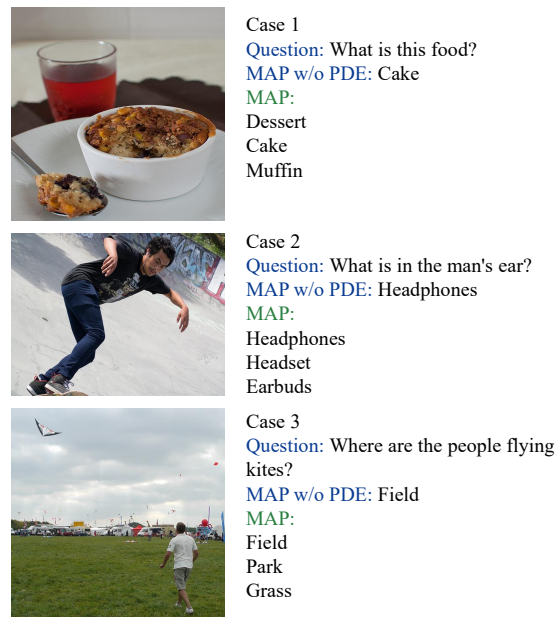 Case 1
Question: What is this food?
MAP w/o PDE: Cake
MAP:
Dessert
Cake
Muffin
Case 2
Question: What is in the man's ear?
MAP w/o PDE: Headphones
MAP:
Headphones
Headset
Earbuds
Case 3
Question: Where are the people flying
kites?
MAP w/o PDE: Field
MAP:
Field
Park
Grass